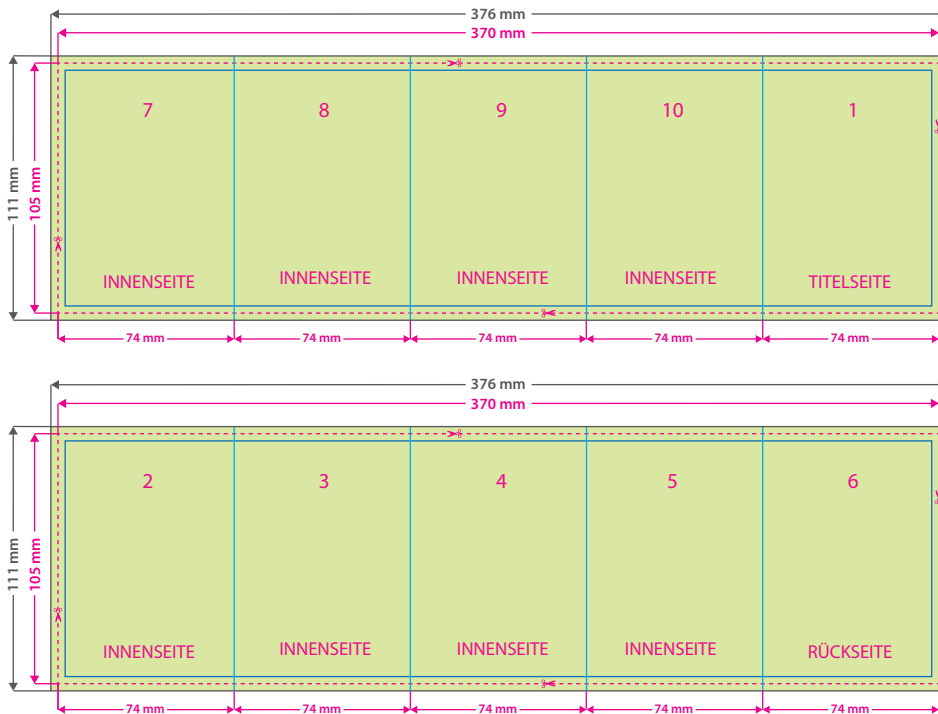 376 mm
370 mm
111 mm
105 mm
7 8 9 10 1
INNENSEITE INNENSEITE INNENSEITE INNENSEITE TITELSEITE
74 mm 74 mm 74 mm 74 mm 74 mm
376 mm
370 mm
111 mm
105 mm
2 3 4 5 6
INNENSEITE INNENSEITE INNENSEITE INNENSEITE RÜCKSEITE
74 mm 74 mm 74 mm 74 mm 74 mm